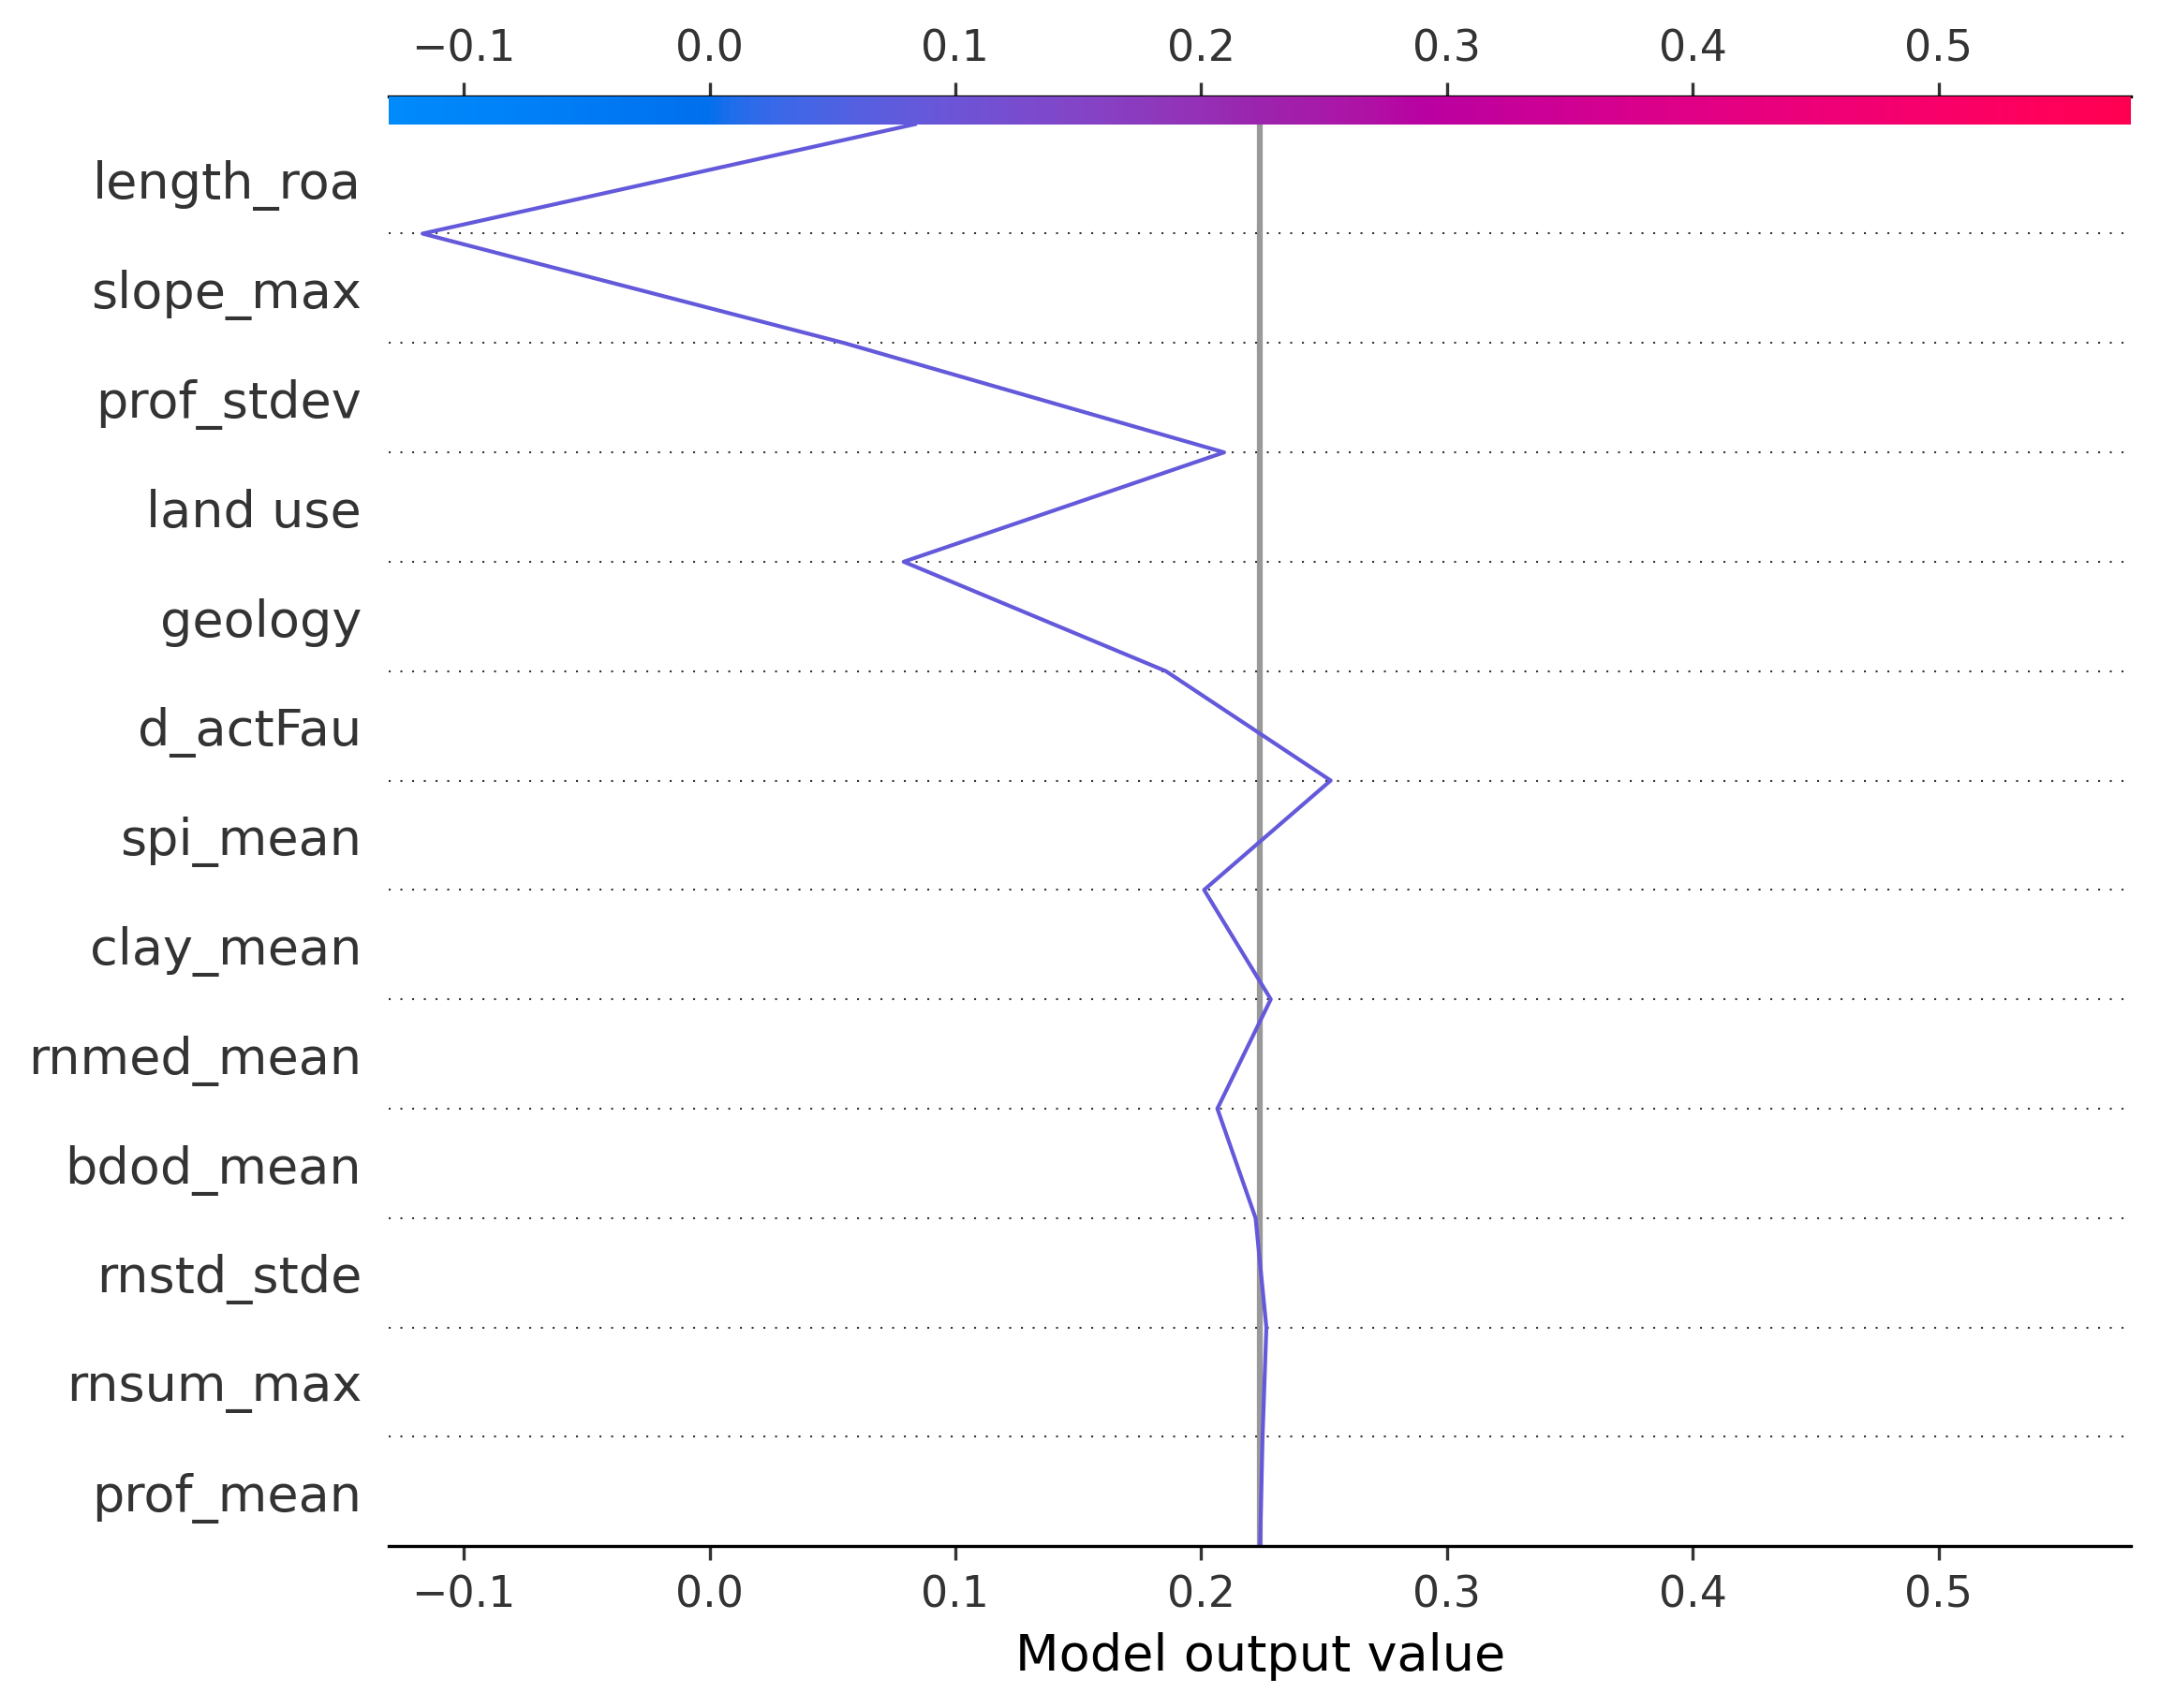 −0.1 0.0 0.1 0.2 0.3 0.4 0.5
length_roa
slope_max
prof_stdev
land use
geology
d_actFau
spi_mean
clay_mean
rnmed_mean
bdod_mean
rnstd_stde
rnsum_max
prof_mean
−0.1 0.0 0.1 0.2 0.3 0.4 0.5
Model output value